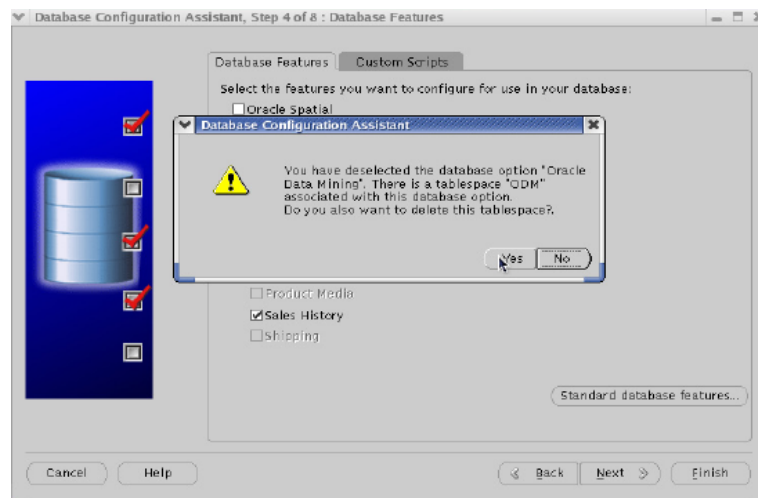 Database Configuration Assistant, Step 4 of 8 : Database Features
Database Features
Custom Scripts
Select the features you want to configure for use in your database:
Oracle Spatial
Database Configuration Assistant
You have deselected the database option "Oracle
Data Mining". There is a tablespace "ODM"
associated with this database option.
Do you also want to delete this tablespace?.
Yes
No
Product Media
Sales History
Shipping
Standard database features...
Cancel
Help
Back
Next
Finish